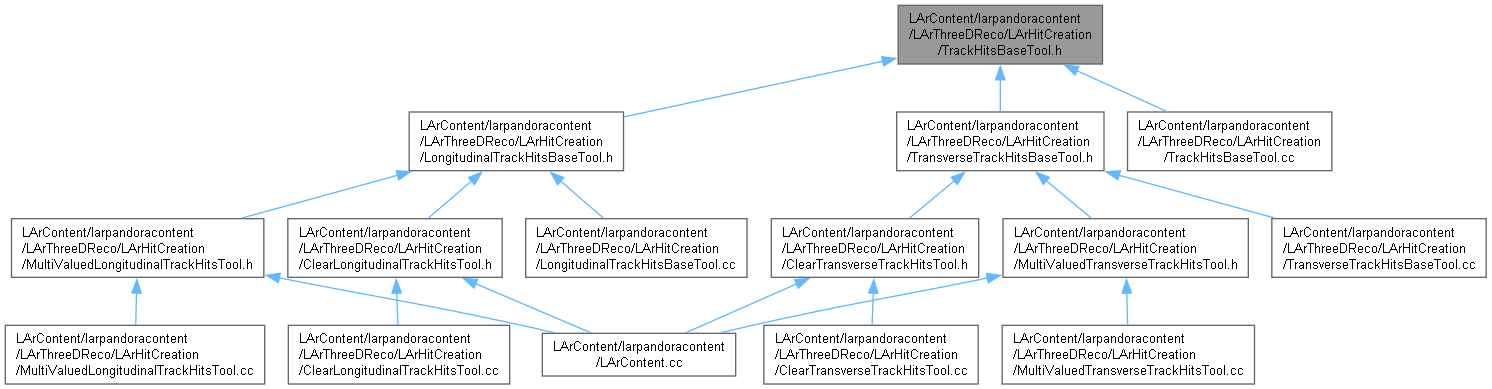 LArContent/larpandoracontent
/LArThreeDReco/LArHitCreation
/TrackHitsBaseTool.h
LArContent/larpandoracontent
/LArThreeDReco/LArHitCreation
/LongitudinalTrackHitsBaseTool.h
LArContent/larpandoracontent
/LArThreeDReco/LArHitCreation
/TransverseTrackHitsBaseTool.h
LArContent/larpandoracontent
/LArThreeDReco/LArHitCreation
/TrackHitsBaseTool.cc
LArContent/larpandoracontent
/LArThreeDReco/LArHitCreation
/MultiValuedLongitudinalTrackHitsTool.h
LArContent/larpandoracontent
/LArThreeDReco/LArHitCreation
/ClearLongitudinalTrackHitsTool.h
LArContent/larpandoracontent
/LArThreeDReco/LArHitCreation
/LongitudinalTrackHitsBaseTool.cc
LArContent/larpandoracontent
/LArThreeDReco/LArHitCreation
/ClearTransverseTrackHitsTool.h
LArContent/larpandoracontent
/LArThreeDReco/LArHitCreation
/MultiValuedTransverseTrackHitsTool.h
LArContent/larpandoracontent
/LArThreeDReco/LArHitCreation
/TransverseTrackHitsBaseTool.cc
LArContent/larpandoracontent
/LArThreeDReco/LArHitCreation
/MultiValuedLongitudinalTrackHitsTool.cc
LArContent/larpandoracontent
/LArThreeDReco/LArHitCreation
/ClearLongitudinalTrackHitsTool.cc
LArContent/larpandoracontent
/LArContent.cc
LArContent/larpandoracontent
/LArThreeDReco/LArHitCreation
/ClearTransverseTrackHitsTool.cc
LArContent/larpandoracontent
/LArThreeDReco/LArHitCreation
/MultiValuedTransverseTrackHitsTool.cc